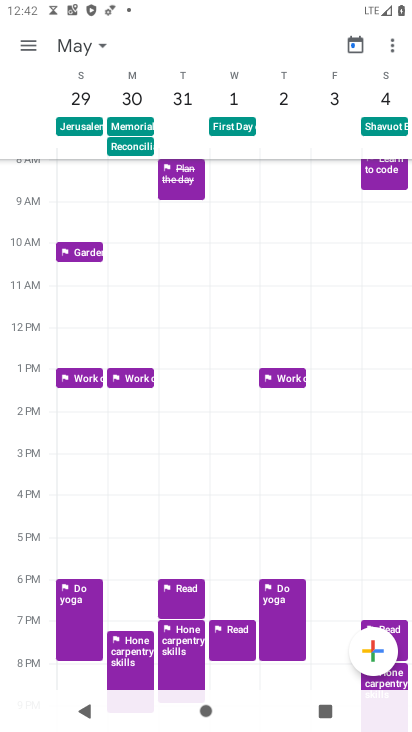 12:42
LTE
May
S M T W T F S
29 30 31 1 2 3 4
Jerusalem Memorial First Day Shavuot E
Reconcili
8 AM
Plan
the day
Learn
to code
9 AM
10 AM
Garde
11 AM
12 PM
1 PM
Work o Work o Work o
2 PM
3 PM
4 PM
5 PM
6 PM
Do
yoga
Read
Do
yoga
7 PM
Hone
carpentry
skills
Hone
carpentry
skills
Read
Read
8 PM
Hone
carpentry
skills
9 PM